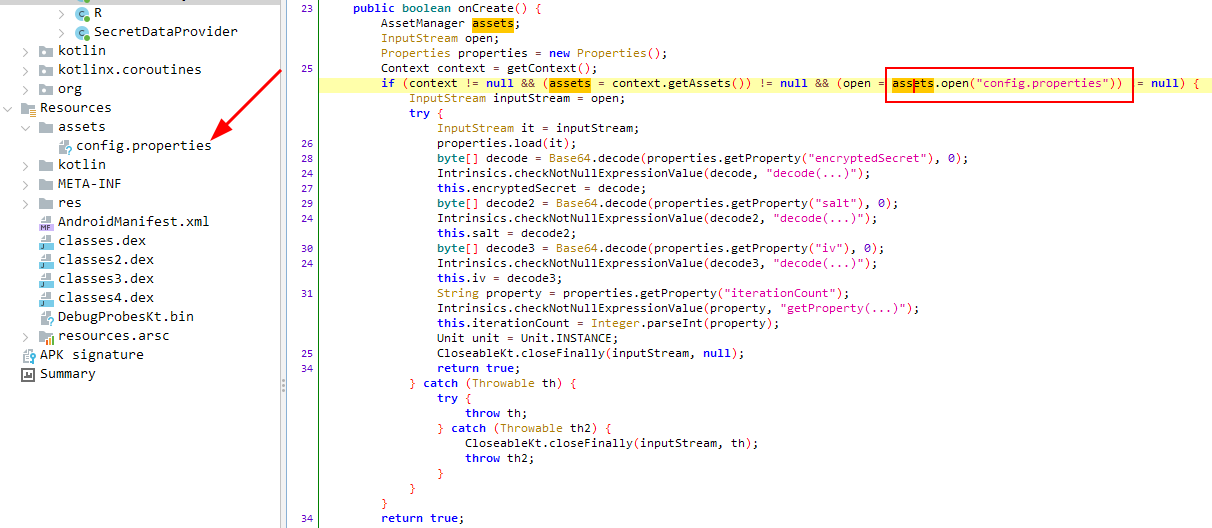 R
SecretDataProvider
kotlin
kotlinx.coroutines
org
Resources
assets
config.properties
kotlin
META-INF
res
AndroidManifest.xml
classes.dex
classes2.dex
classes3.dex
classes4.dex
DebugProbesKt.bin
resources.arsc
APK signature
Summary
23 public boolean onCreate() {
AssetManager assets;
InputStream open;
Properties properties = new Properties();
25 Context context = getContext();
if (context != null && (assets = context.getAssets()) != null && (open = assets.open("config.properties")) = null) {
InputStream inputStream = open;
try {
InputStream it = inputStream;
26 properties.load(it);
28 byte[] decode = Base64.decode(properties.getProperty("encryptedSecret"), 0);
24 Intrinsics.checkNotNullExpressionValue(decode, "decode(...)");
27 this.encryptedSecret = decode;
29 byte[] decode2 = Base64.decode(properties.getProperty("salt"), 0);
24 Intrinsics.checkNotNullExpressionValue(decode2, "decode(...)");
this.salt = decode2;
30 byte[] decode3 = Base64.decode(properties.getProperty("iv"), 0);
24 Intrinsics.checkNotNullExpressionValue(decode3, "decode(...)");
this.iv = decode3;
31 String property = properties.getProperty("iterationCount");
Intrinsics.checkNotNullExpressionValue(property, "getProperty(...)");
this.iterationCount = Integer.parseInt(property);
Unit unit = Unit.INSTANCE;
25 CloseableKt.closeFinally(inputStream, null);
34 return true;
} catch (Throwable th) {
try {
throw th;
} catch (Throwable th2) {
CloseableKt.closeFinally(inputStream, th);
throw th2;
}
}
}
34 return true;